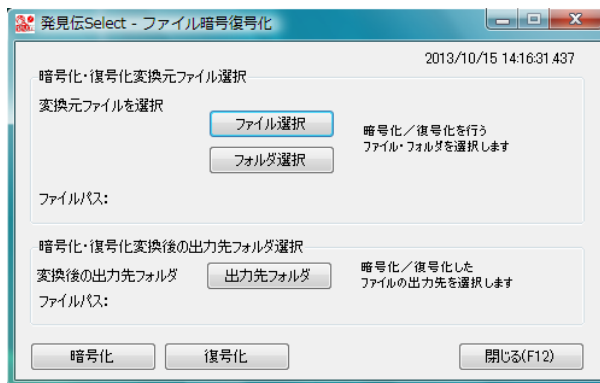 発見伝Select - ファイル暗号復号化
2013/10/15 14:16:31.437
暗号化・復号化変換元ファイル選択
変換元ファイルを選択
ファイル選択
暗号化／復号化を行う
ファイル・フォルダを選択します
フォルダ選択
ファイルパス:
暗号化・復号化変換後の出力先フォルダ選択
変換後の出力先フォルダ
出力先フォルダ
暗号化／復号化した
ファイルの出力先を選択します
ファイルパス:
暗号化
復号化
閉じる(F12)